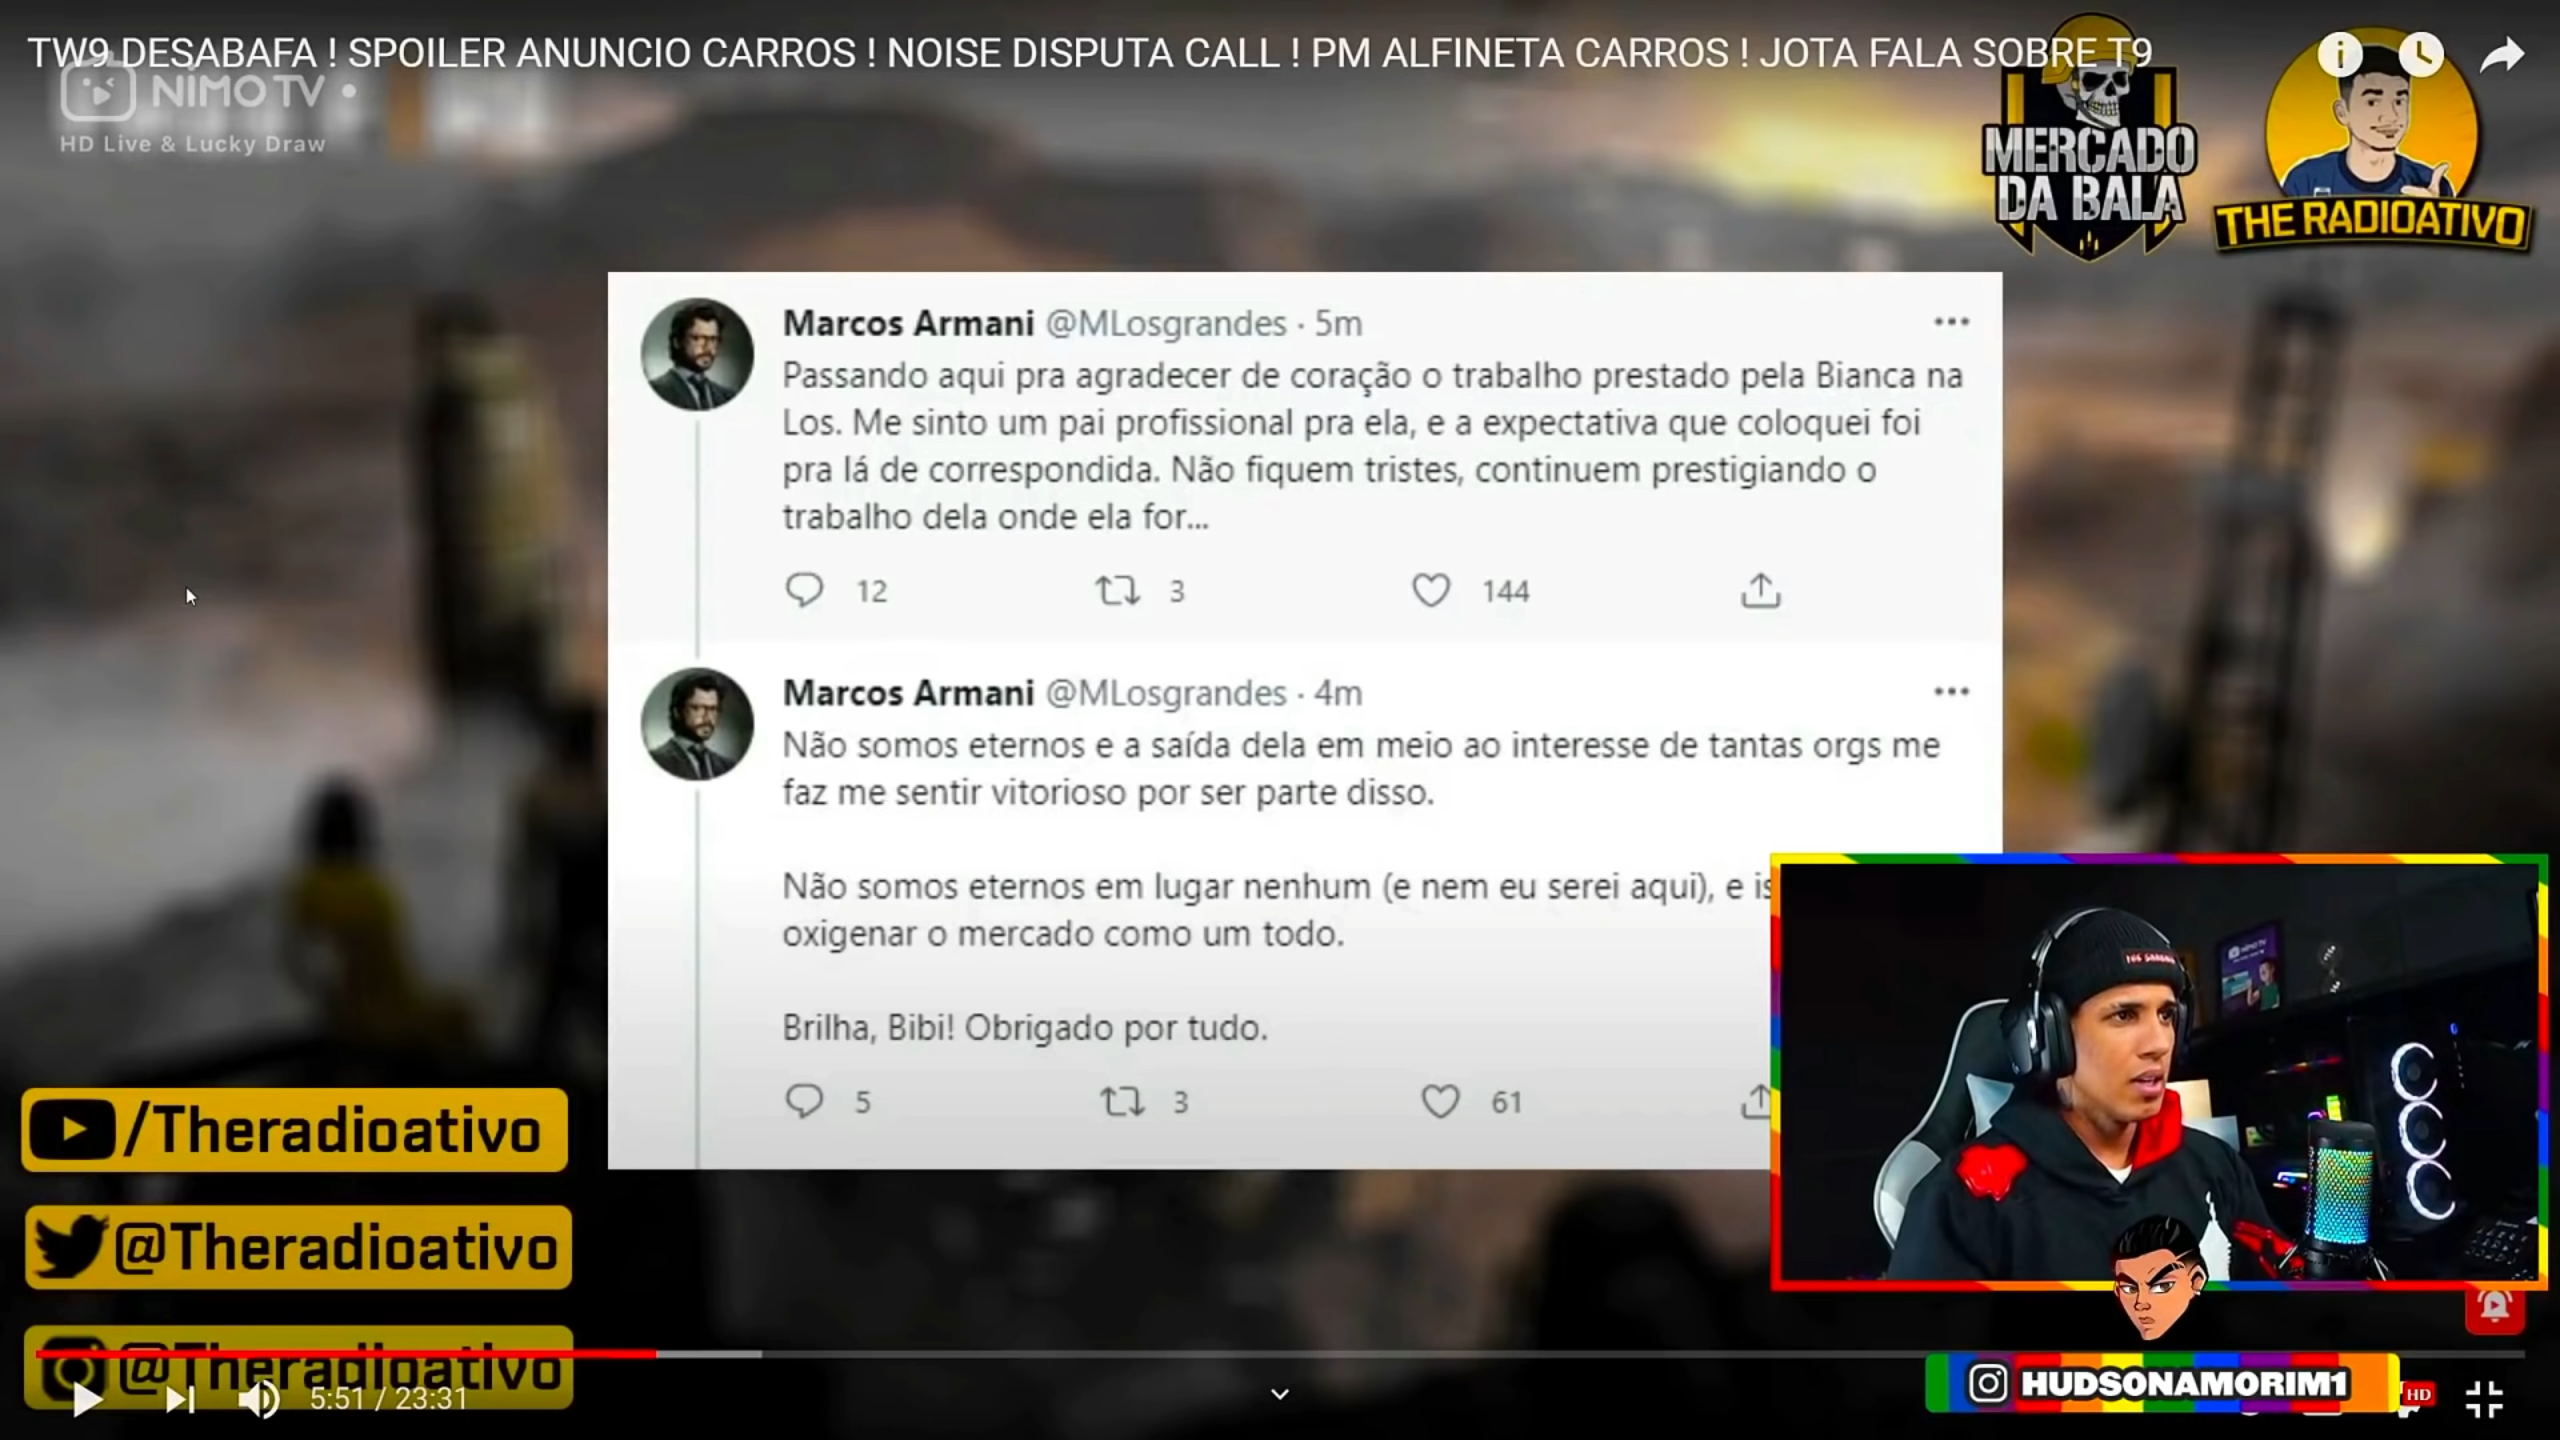 TW9 DESABAFA ! SPOILER ANUNCIO CARROS ! NOISE DISPUTA CALL ! PM ALFINETA CARROS ! JOTA FALA SOBRE T9
NIMO TV
HD Live & Lucky Draw
MERCADO
DA BALA
THE RADIOATIVO
Marcos Armani @MLosgrandes · 5m
Passando aqui pra agradecer de coração o trabalho prestado pela Bianca na
Los. Me sinto um pai profissional pra ela, e a expectativa que coloquei foi
pra lá de correspondida. Não fiquem tristes, continuem prestigiando o
trabalho dela onde ela for...
12 3 144
Marcos Armani @MLosgrandes · 4m
Não somos eternos e a saída dela em meio ao interesse de tantas orgs me
faz me sentir vitorioso por ser parte disso.
Não somos eternos em lugar nenhum (e nem eu serei aqui), e
oxigenar o mercado como um todo.
Brilha, Bibi! Obrigado por tudo.
5 3 61
/Theradioativo
@Theradioativo
@Theradioativo
5:51 / 23:31
HUDSONAMORIM1
HD